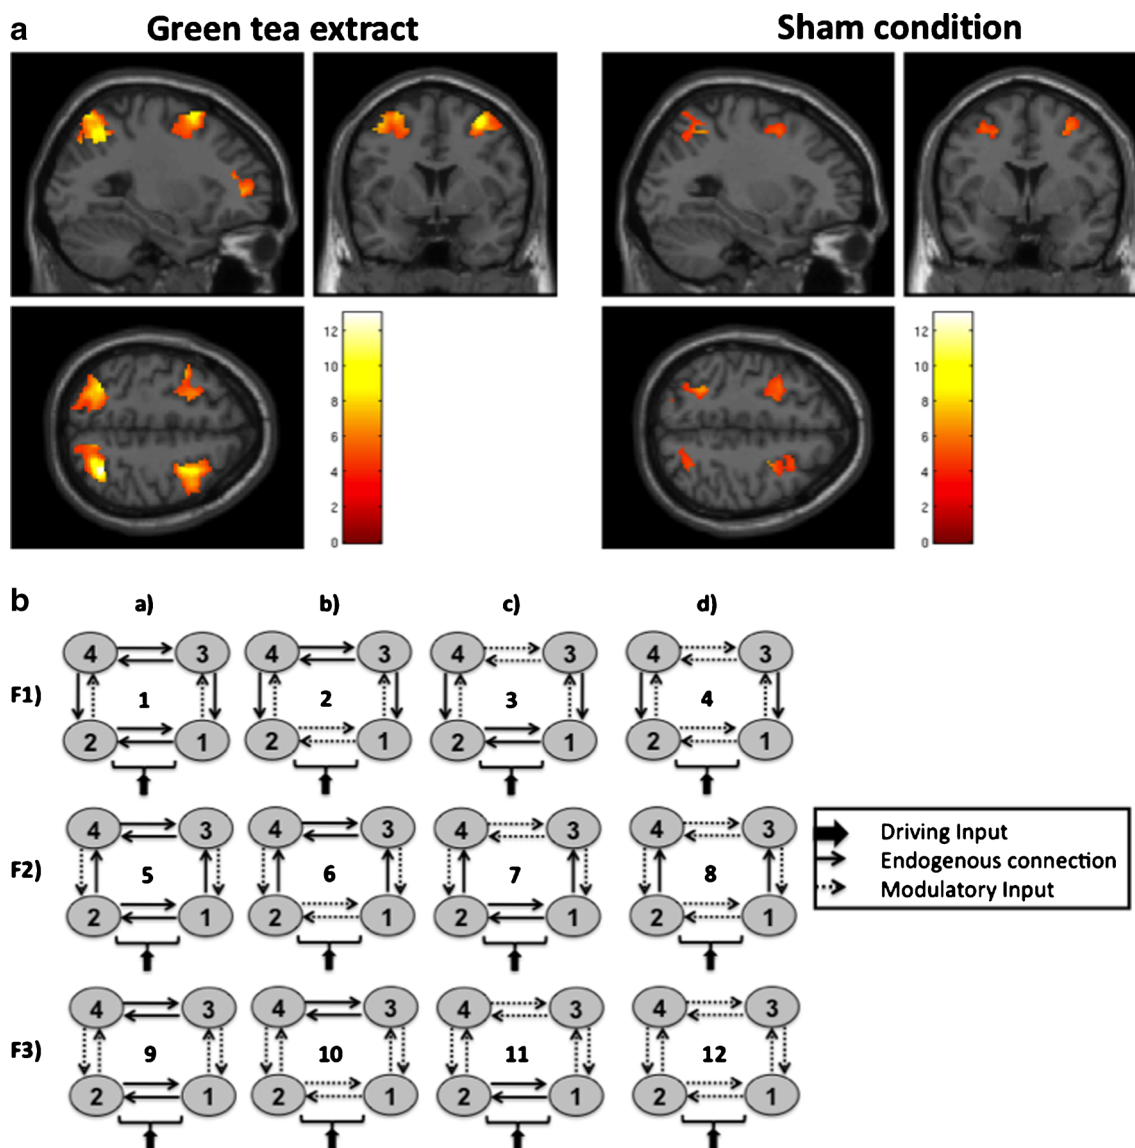 a Green tea extract Sham condition
12 12
10 10
8 8
6 6
4 4
2 2
0 0
b a) b) c) d)
4 3 4 3 4 3 4 3
F1) 1 2 3 4
2 1 2 1 2 1 2 1
4 3 4 3 4 3 4 3
Driving Input
F2) 5 6 7 8 Endogenous connection
Modulatory Input
2 1 2 1 2 1 2 1
4 3 4 3 4 3 4 3
F3) 9 10 11 12
2 1 2 1 2 1 2 1